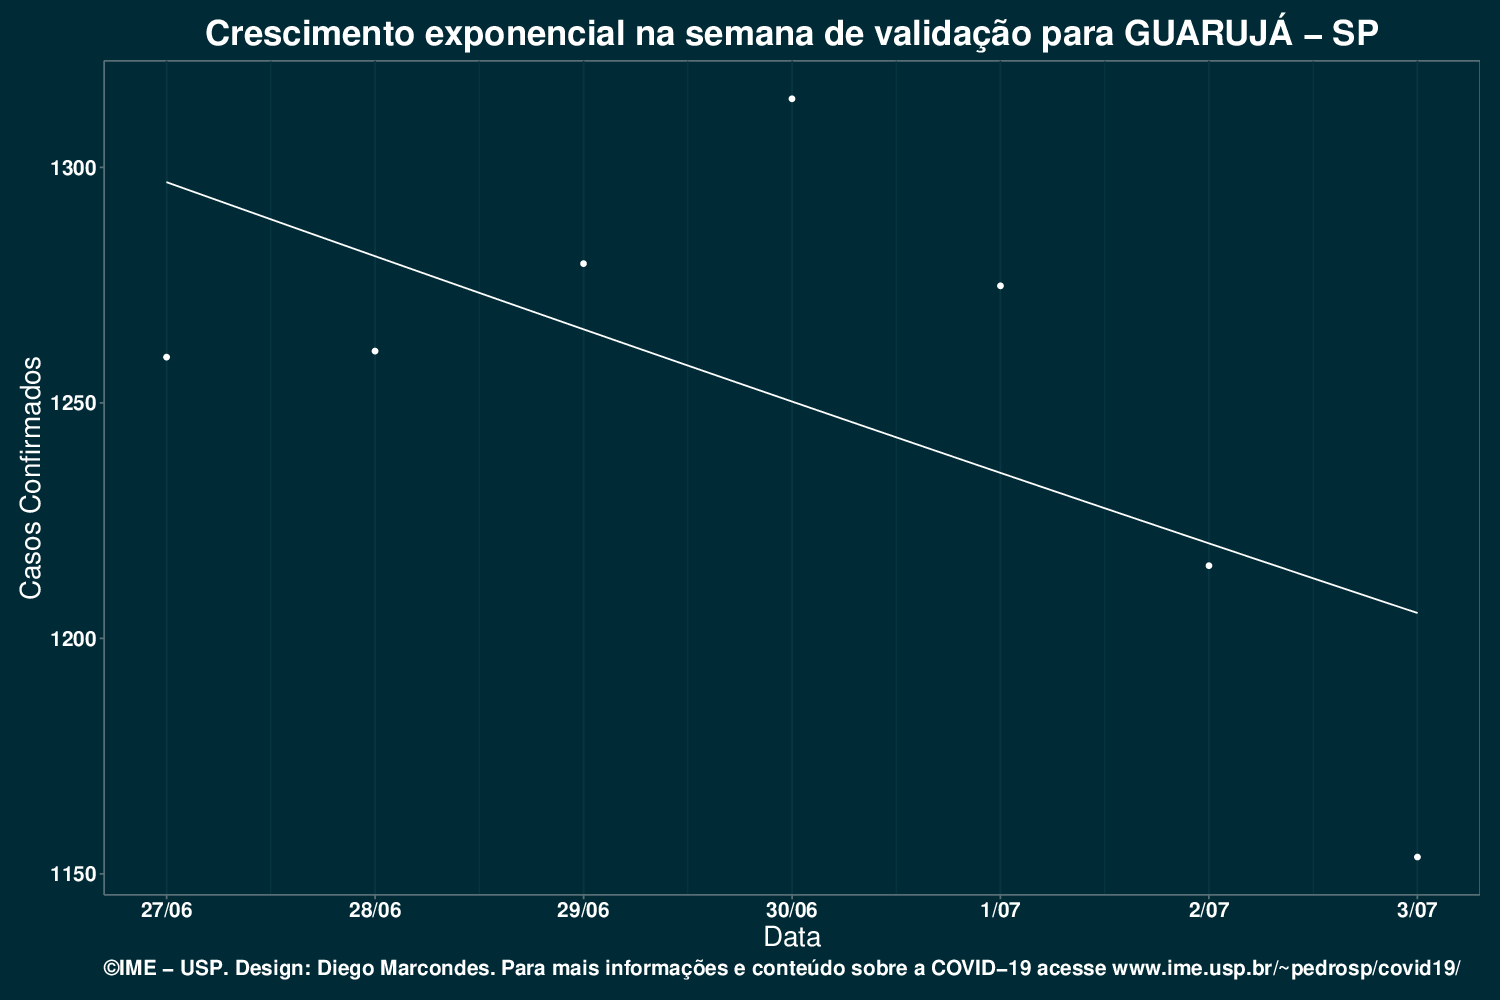 Crescimento exponencial na semana de validação para GUARUJÁ – SP
1300
1250
1200
1150
Casos Confirmados
27/06 28/06 29/06 30/06 1/07 2/07 3/07
Data
©IME – USP. Design: Diego Marcondes. Para mais informações e conteúdo sobre a COVID–19 acesse www.ime.usp.br/~pedrosp/covid19/